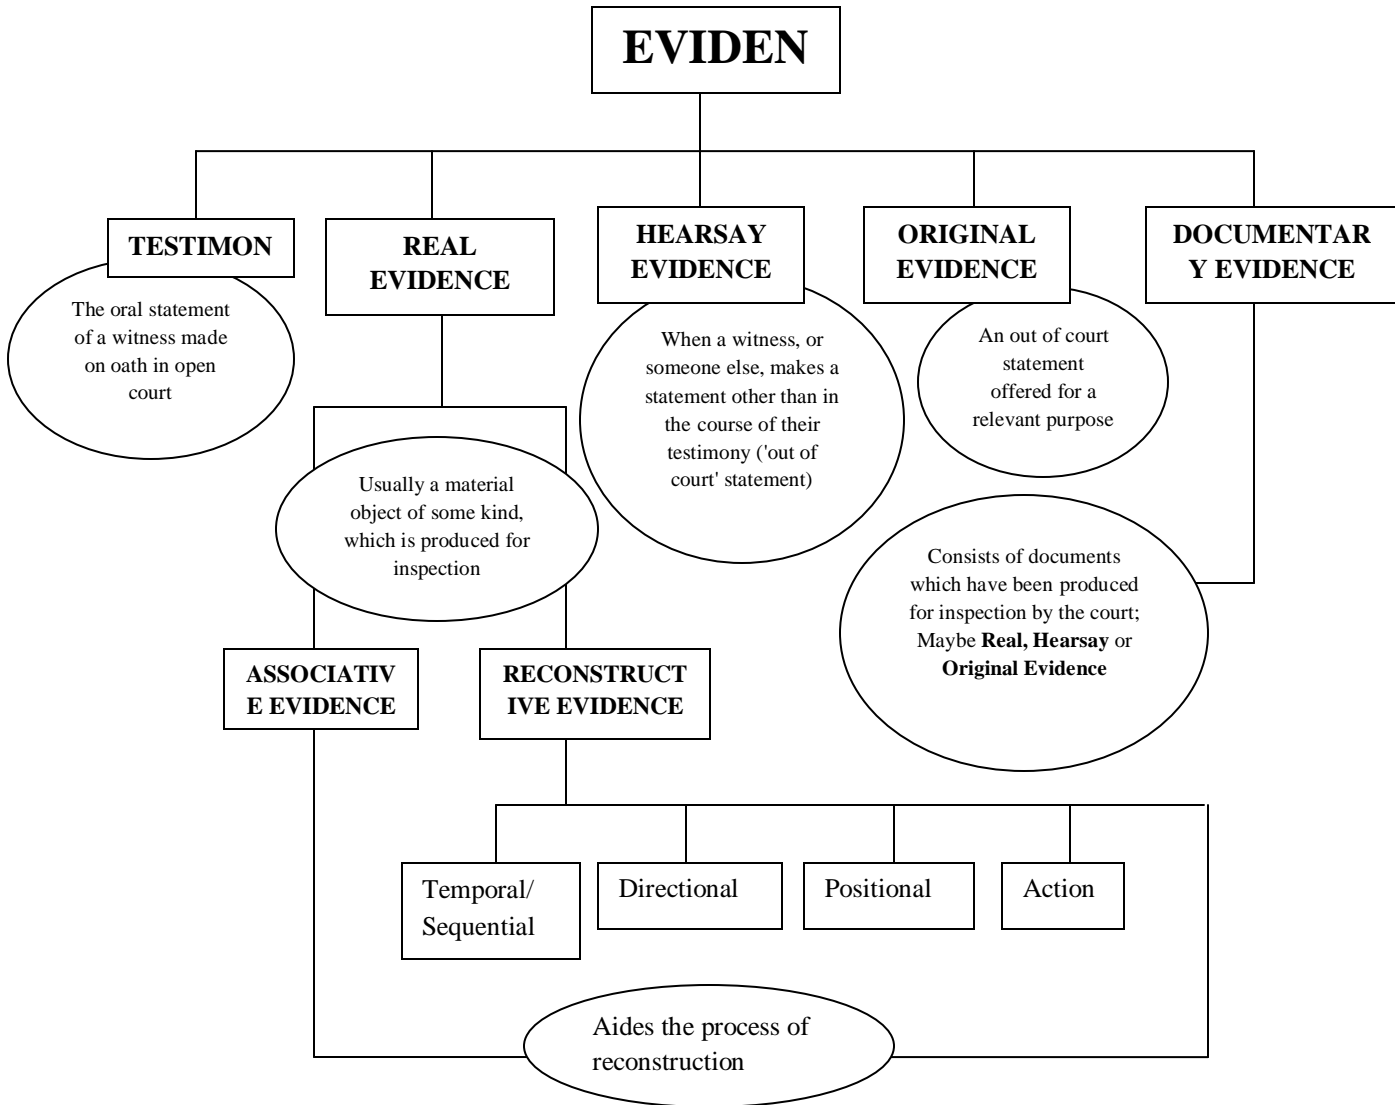 EVIDEN
TESTIMON
REAL
EVIDENCE
HEARSAY
EVIDENCE
ORIGINAL
EVIDENCE
DOCUMENTAR
Y EVIDENCE
The oral statement
of a witness made
on oath in open
court
When a witness, or
someone else, makes a
statement other than in
the course of their
testimony ('out of
court' statement)
An out of court
statement
offered for a
relevant purpose
Usually a material
object of some kind,
which is produced for
inspection
Consists of documents
which have been produced
for inspection by the court;
Maybe Real, Hearsay or
Original Evidence
ASSOCIATIV
E EVIDENCE
RECONSTRUCT
IVE EVIDENCE
Temporal/
Sequential
Directional
Positional
Action
Aides the process of
reconstruction